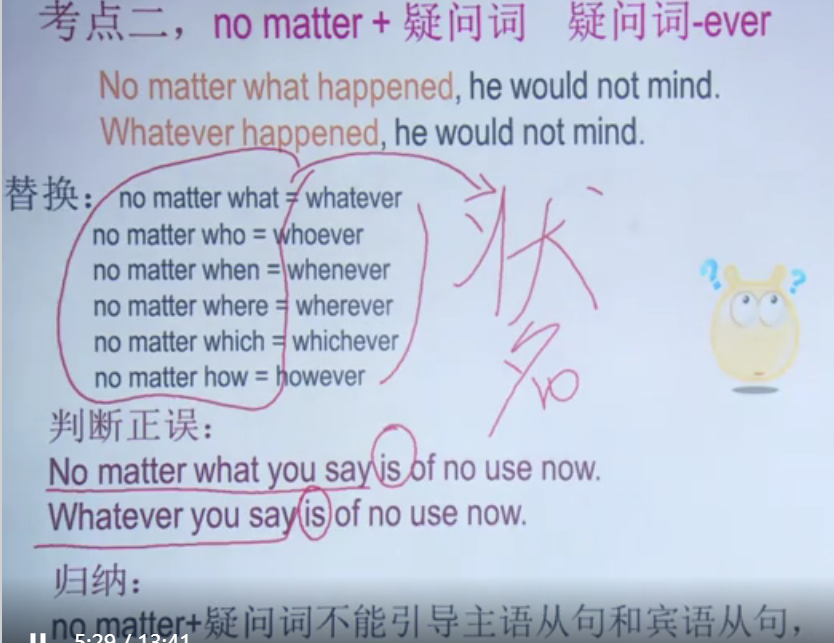 考点二，no matter + 疑问词 疑问词-ever
No matter what happened, he would not mind.
Whatever happened, he would not mind.
替换：no matter what = whatever
no matter who = whoever
no matter when = whenever
no matter where = wherever
no matter which = whichever
no matter how = however
状
名
判断正误：
No matter what you say is of no use now.
Whatever you say is of no use now.
归纳：
no matter+疑问词不能引导主语从句和宾语从句，
5:29 / 13:41